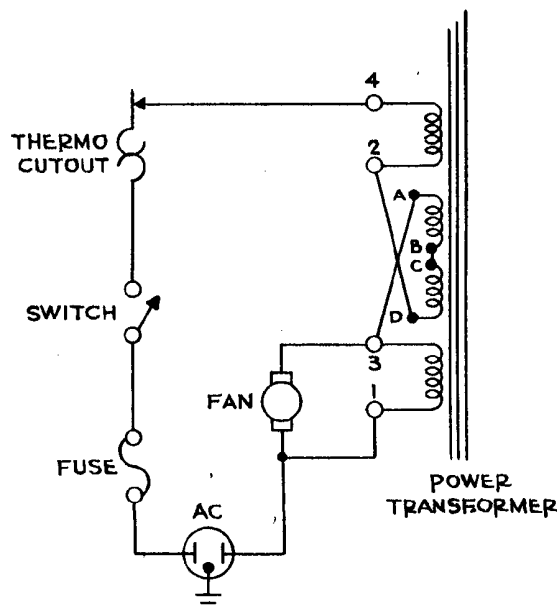 4
THERMO
CUTOUT
2
A
B
C
SWITCH
D
3
FAN
1
FUSE
AC
POWER
TRANSFORMER